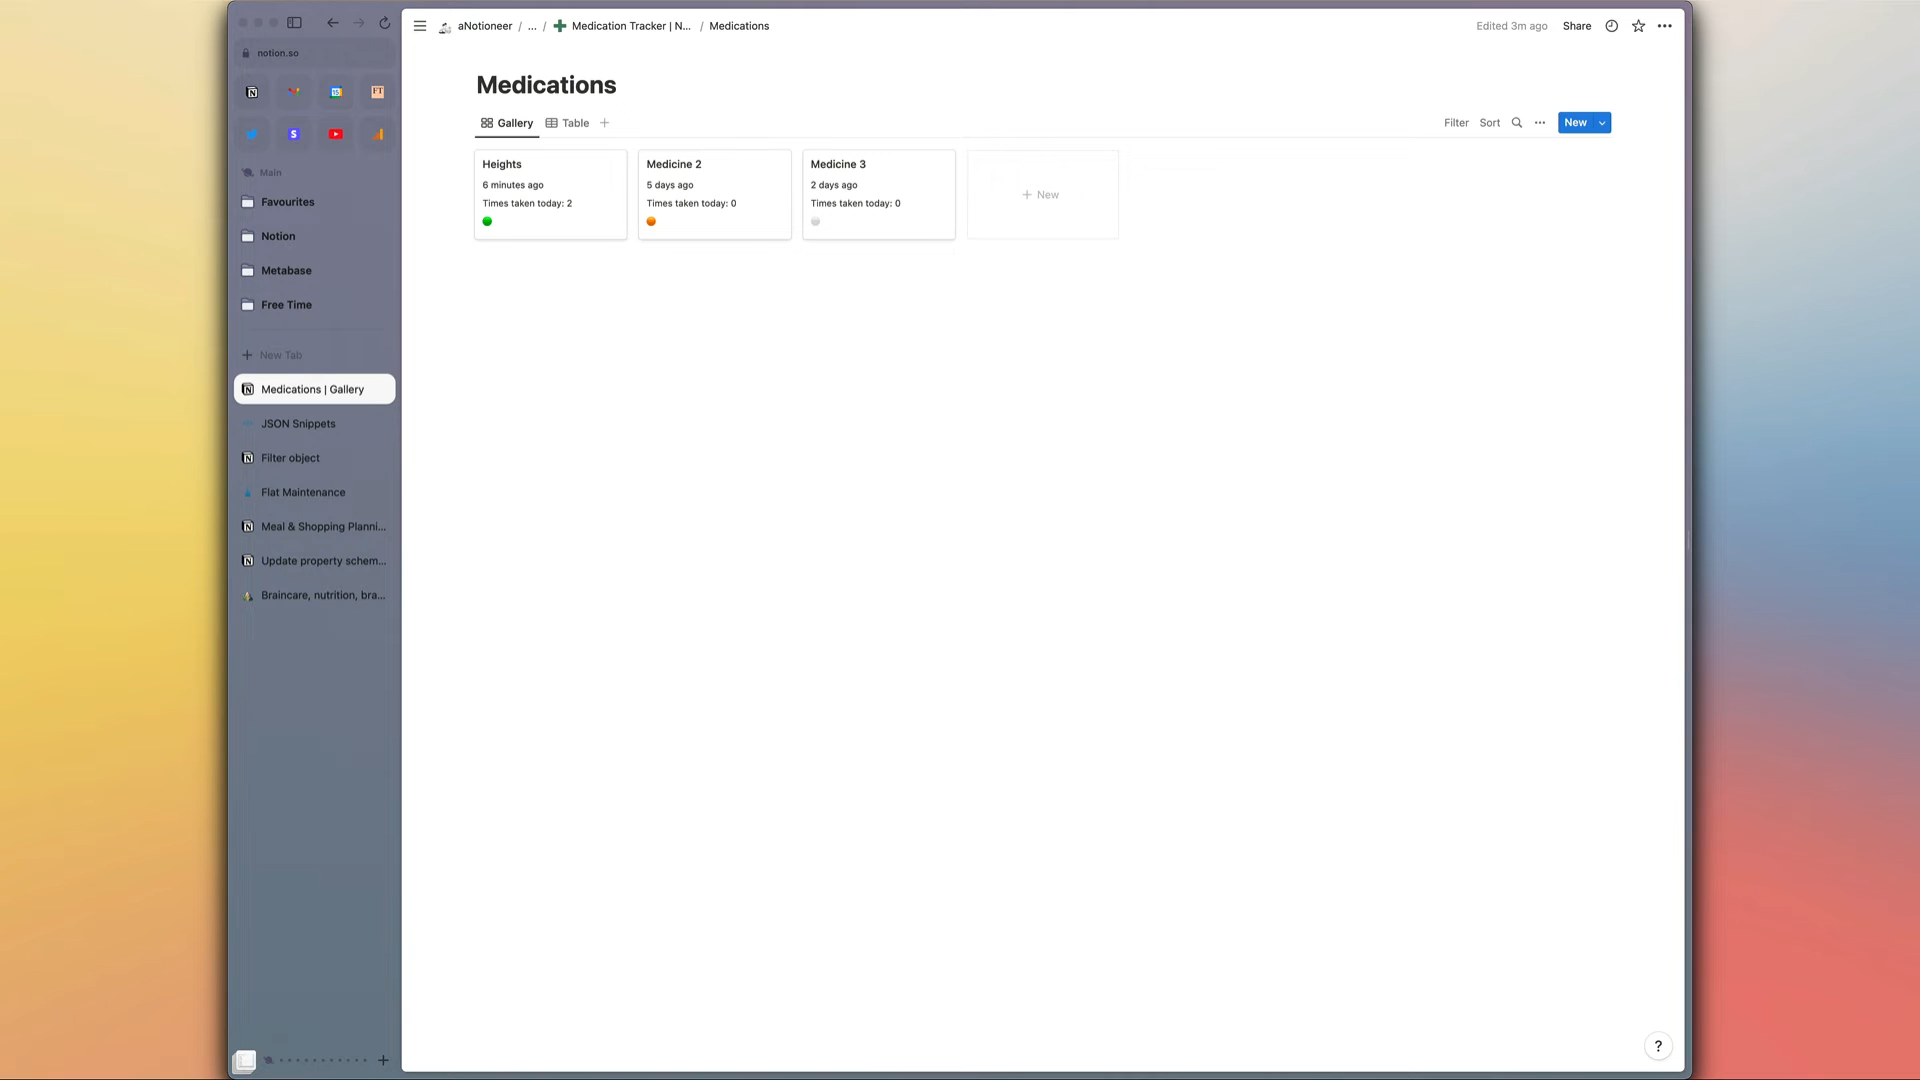 notion.so
FT
S
Main
Favourites
Notion
Metabase
Free Time
New Tab
Medications | Gallery
JSON Snippets
Filter object
Flat Maintenance
Meal & Shopping Planni...
Update property schem...
Braincare, nutrition, bra...
aNotioneer / ... / Medication Tracker | N... / Medications
Edited 3m ago
Share
Medications
Gallery
Table
Filter
Sort
New
Heights
6 minutes ago
Times taken today: 2
Medicine 2
5 days ago
Times taken today: 0
Medicine 3
2 days ago
Times taken today: 0
+ New
?